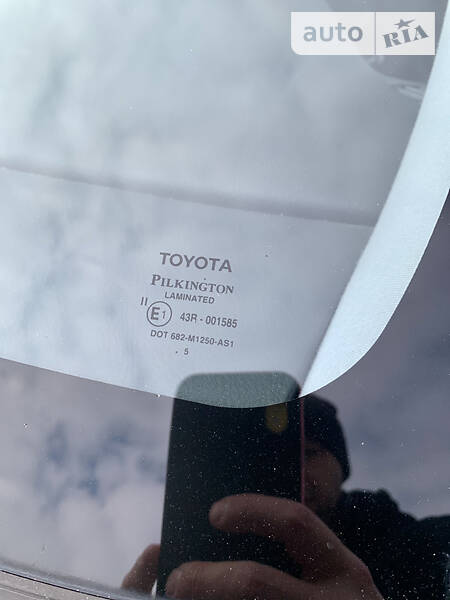 auto RIA
TOYOTA
PILKINGTON
LAMINATED
II
E1 43R - 001585
DOT 682-M1250-AS1
. 5